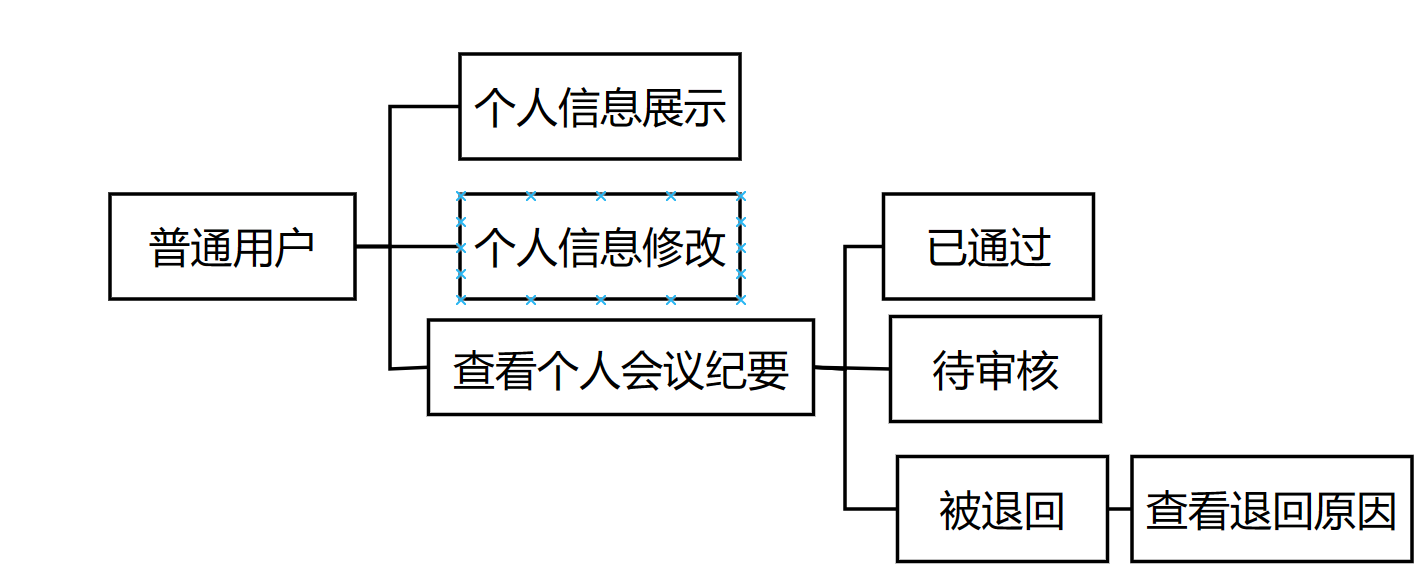 个人信息展示
普通用户
个人信息修改
已通过
查看个人会议纪要
待审核
被退回
查看退回原因